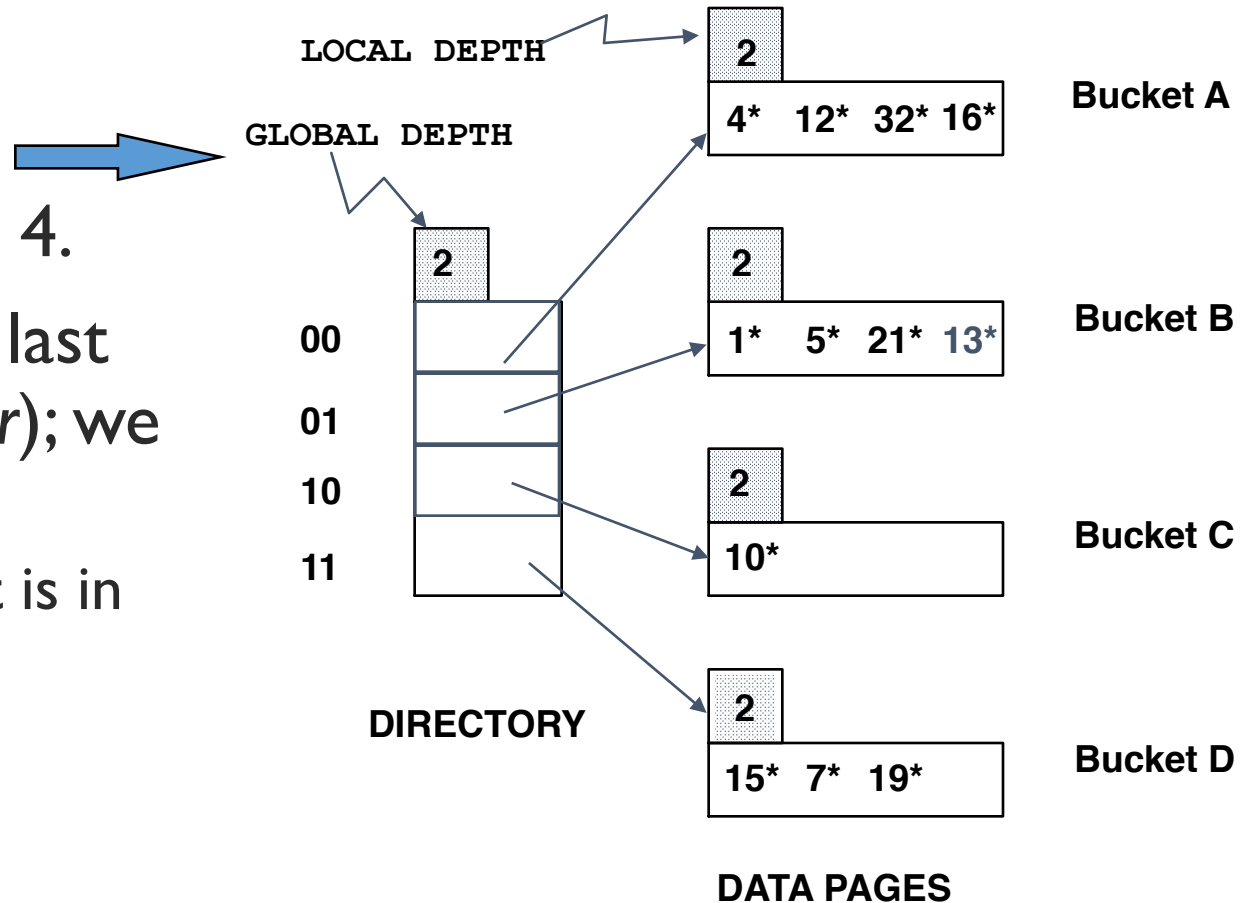 LOCAL DEPTH
2
4* 12* 32* 16*
Bucket A
GLOBAL DEPTH
4.
last
r); we
t is in
2
00
01
10
11
DIRECTORY
2
1* 5* 21* 13*
Bucket B
2
10*
Bucket C
2
15* 7* 19*
Bucket D
DATA PAGES